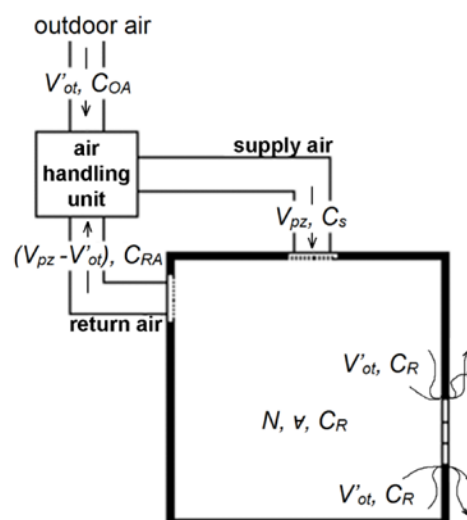 outdoor air
V'ot, COA
air
handling
unit
supply air
Vpz, Cs
(Vpz -V'ot), CRA
return air
V'ot, CR
N, ∀, CR
V'ot, CR